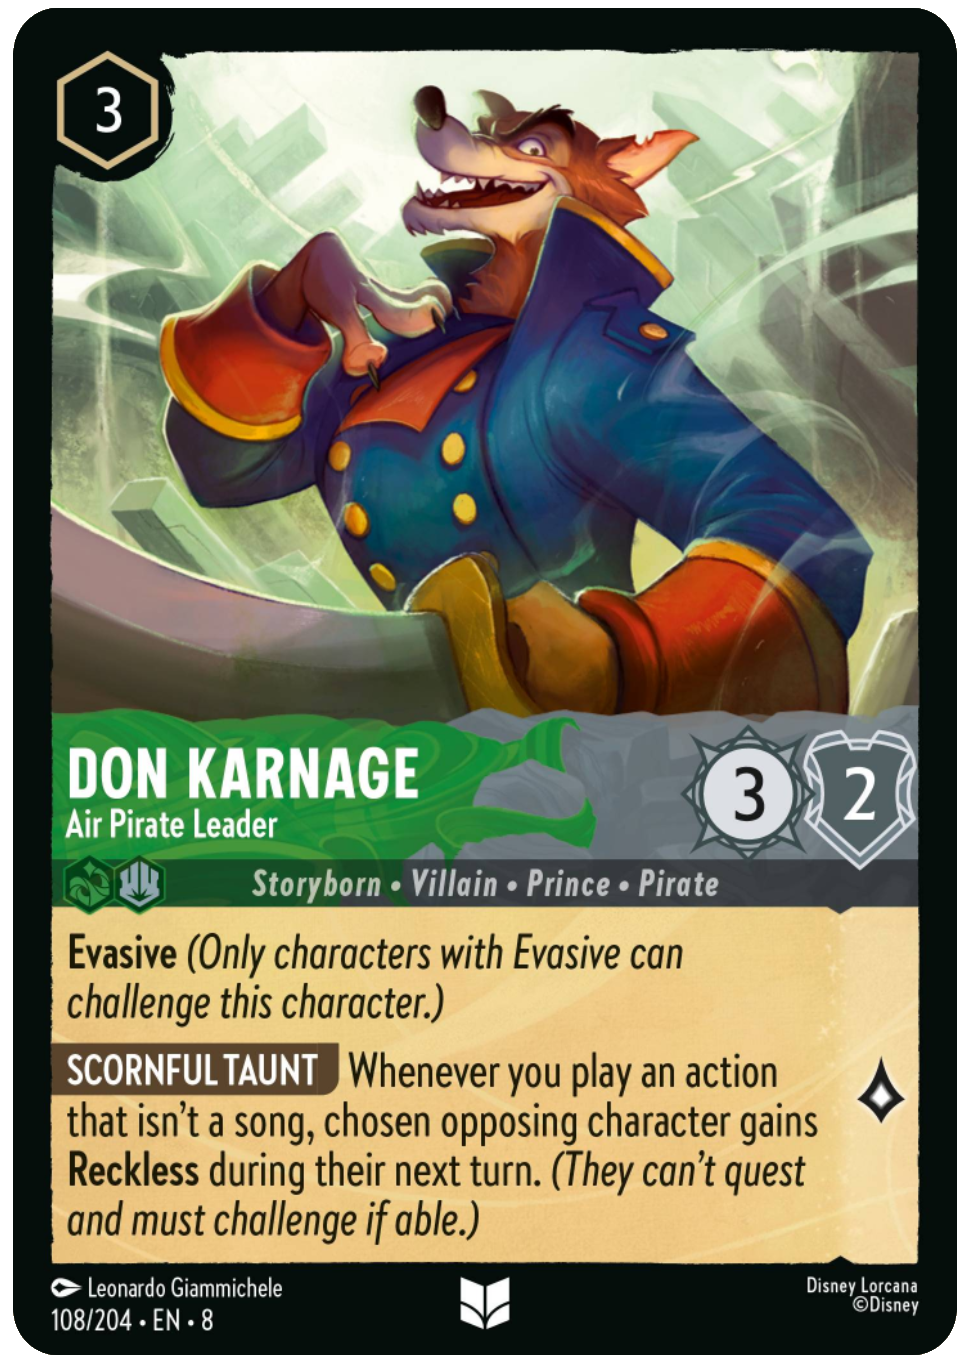 3
DON KARNAGE
Air Pirate Leader
3
2
Storyborn • Villain • Prince • Pirate
Evasive (Only characters with Evasive can
challenge this character.)
SCORNFUL TAUNT Whenever you play an action
that isn't a song, chosen opposing character gains
Reckless during their next turn. (They can't quest
and must challenge if able.)
Leonardo Giammichele
108/204 • EN • 8
Disney Lorcana
©Disney